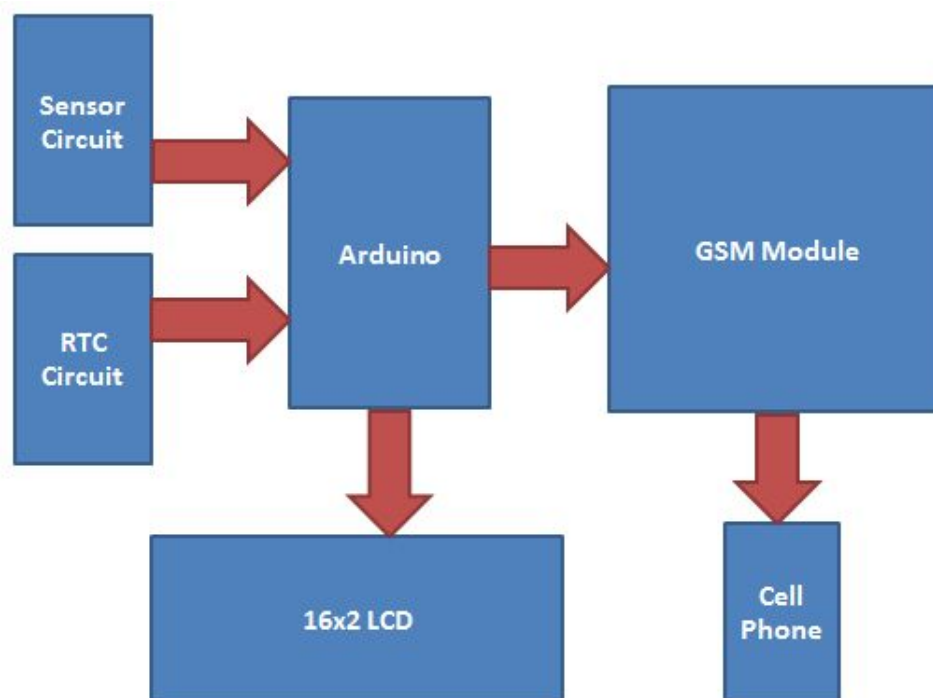 Sensor
Circuit
Arduino
GSM Module
RTC
Circuit
16x2 LCD
Cell
Phone